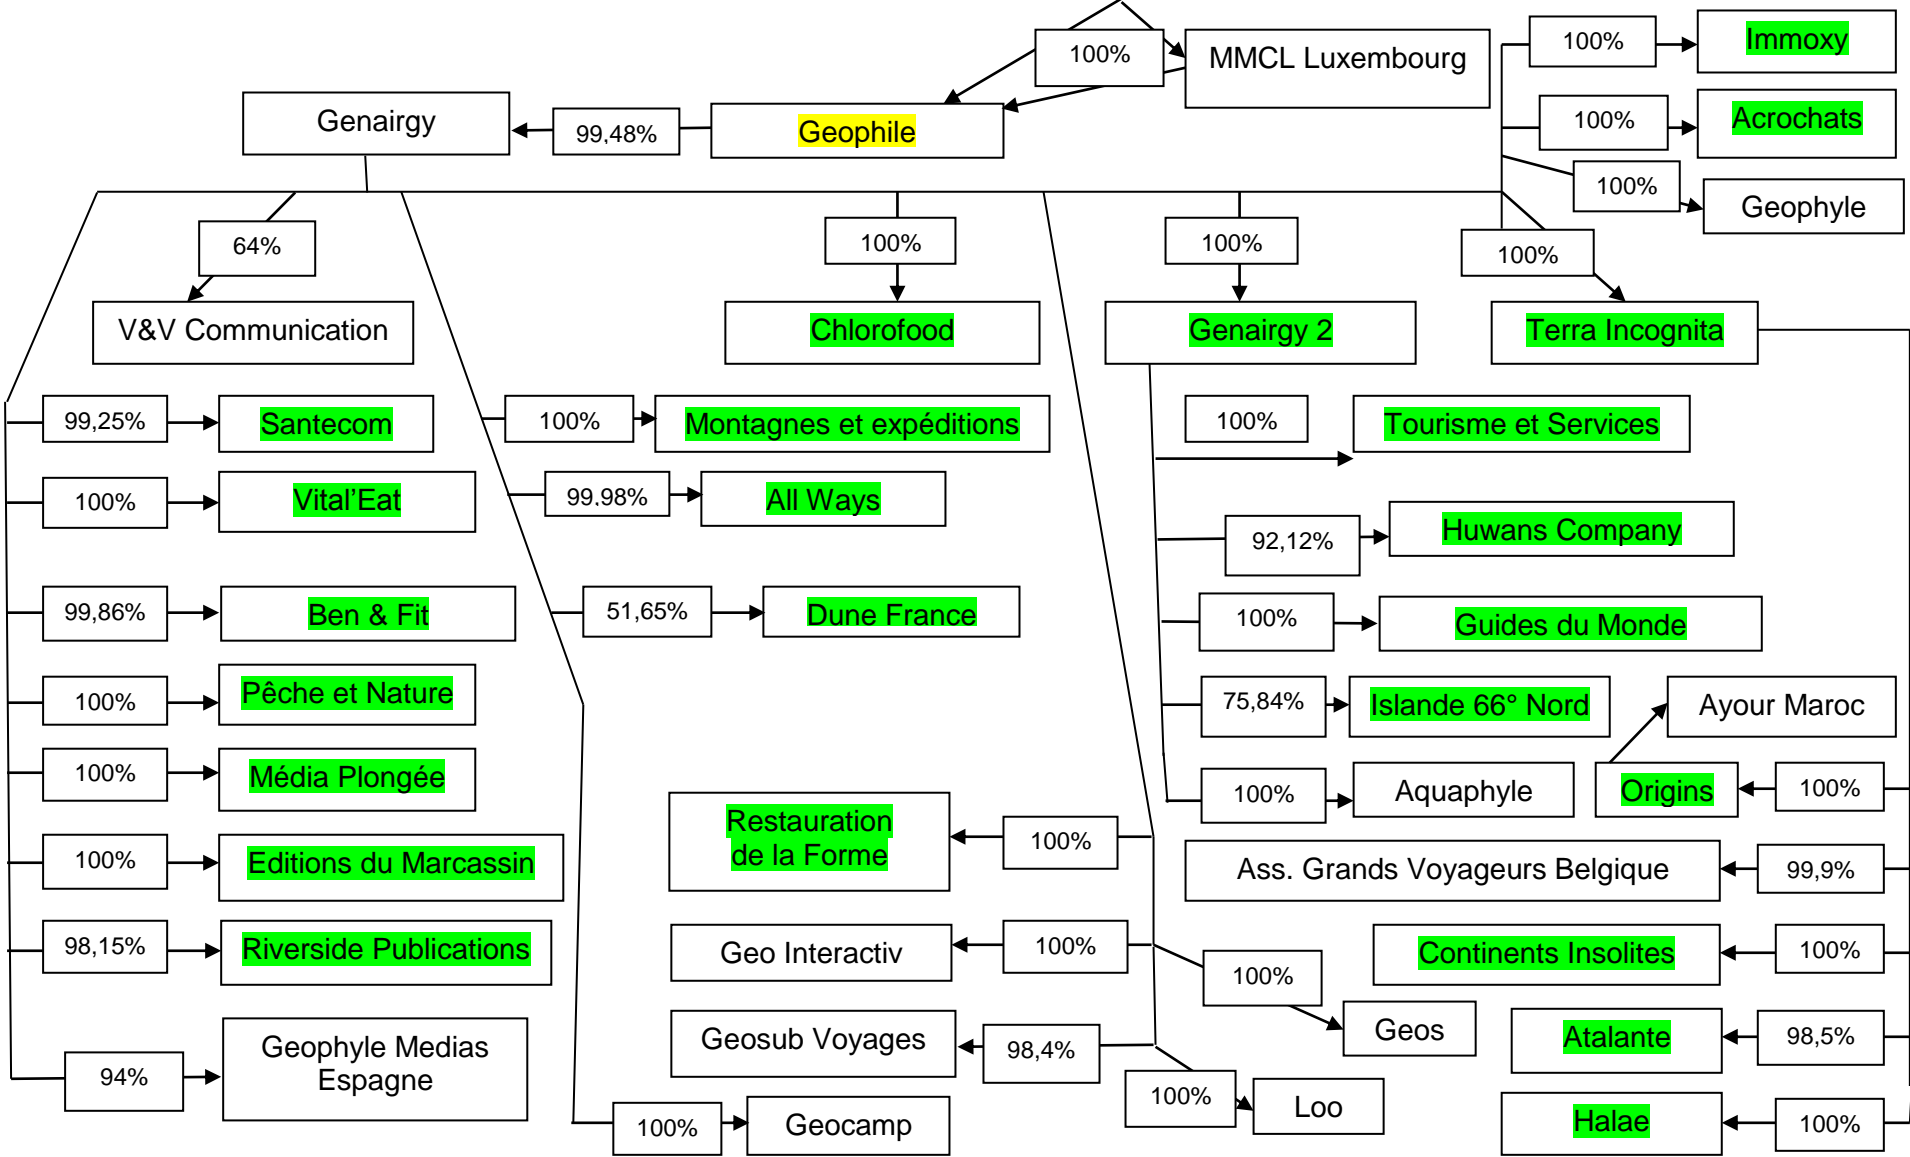 100%
MMCL Luxembourg
100%
Immoxy
Genairgy
99,48%
Geophile
100%
Acrochats
100%
Geophyle
64%
100%
100%
100%
V&V Communication
Chlorofood
Genairgy 2
Terra Incognita
99,25%
Santecom
100%
Montagnes et expéditions
100%
Tourisme et Services
100%
Vital’Eat
99,98%
All Ways
92,12%
Huwans Company
99,86%
Ben & Fit
51,65%
Dune France
100%
Guides du Monde
100%
Pêche et Nature
75,84%
Islande 66° Nord
Ayour Maroc
100%
Média Plongée
100%
Aquaphyle
Origins
100%
Restauration
de la Forme
100%
100%
Editions du Marcassin
Ass. Grands Voyageurs Belgique
99,9%
98,15%
Riverside Publications
Geo Interactiv
100%
100%
Continents Insolites
100%
Geos
94%
Geophyle Medias
Espagne
Geosub Voyages
98,4%
Atalante
98,5%
100%
Loo
100%
Geocamp
Halae
100%